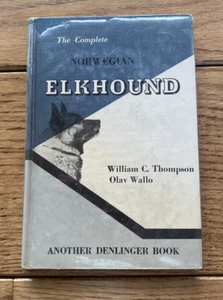 The Complete
NORWEGIAN
ELKHOUND
William C. Thompson
Olav Wallo
ANOTHER DENLINGER BOOK